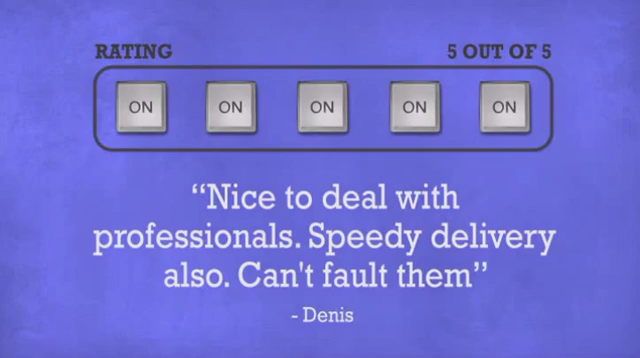 RATING 5 OUT OF 5
ON ON ON ON ON
“Nice to deal with
professionals. Speedy delivery
also. Can't fault them”
- Denis